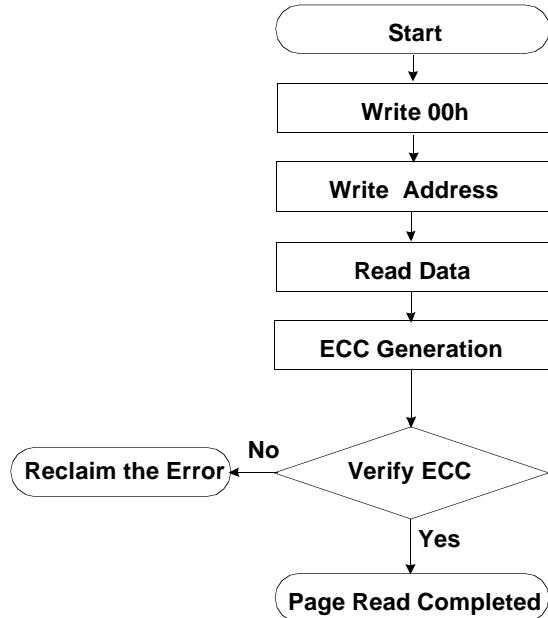 Start
Write 00h
Write Address
Read Data
ECC Generation
No
Reclaim the Error
Verify ECC
Yes
Page Read Completed